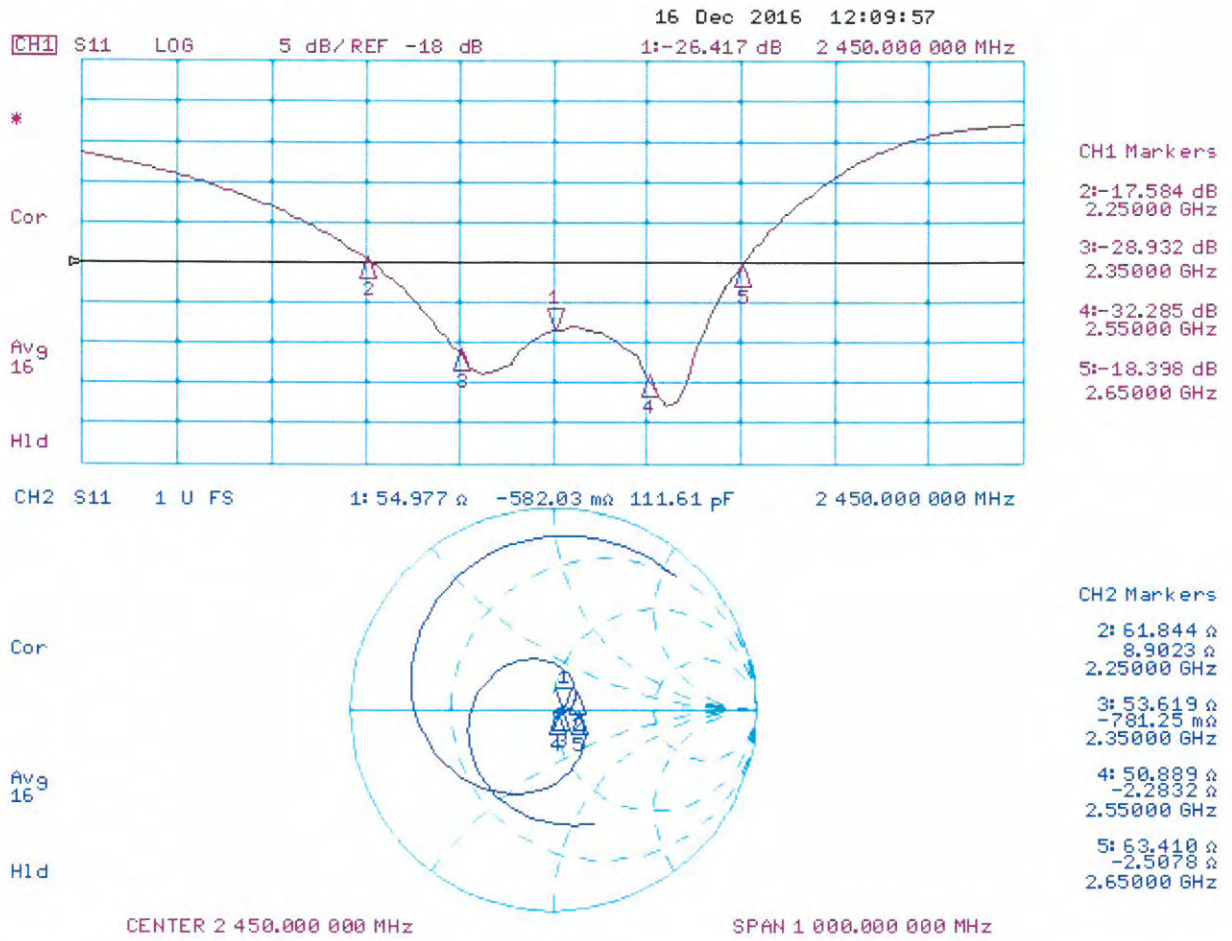 16 Dec 2016 12:09:57
CH1 S11 LOG 5 dB/REF -18 dB 1:-26.417 dB 2 450.000 000 MHz
*
Cor
Avg
16
Hld
1
2
3
4
5
CH1 Markers
2:-17.584 dB
2.25000 GHz
3:-28.932 dB
2.35000 GHz
4:-32.285 dB
2.55000 GHz
5:-18.398 dB
2.65000 GHz
CH2 S11 1 U FS 1: 54.977 Ω -582.03 mΩ 111.61 pF 2 450.000 000 MHz
Cor
Avg
16
Hld
1
4
5
CH2 Markers
2: 61.844 Ω
8.9023 Ω
2.25000 GHz
3: 53.619 Ω
-781.25 mΩ
2.35000 GHz
4: 50.889 Ω
-2.2832 Ω
2.55000 GHz
5: 63.410 Ω
-2.5078 Ω
2.65000 GHz
CENTER 2 450.000 000 MHz SPAN 1 000.000 000 MHz